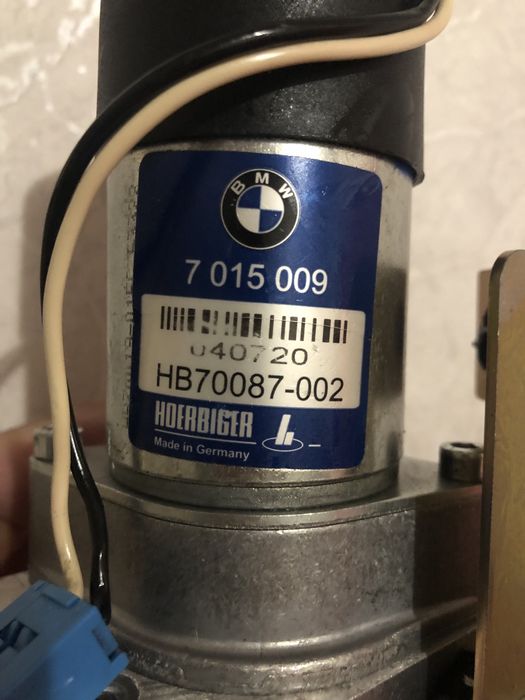 BMW
7 015 009
040720
HB70087-002
HOERBIGER
Made in Germany